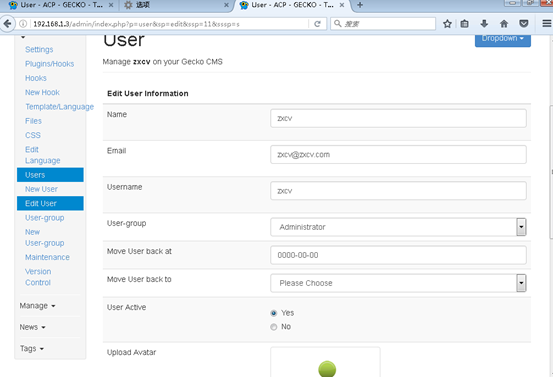 User - ACP - GECKO - C...
选项
User - ACP - GECKO - C...
192.168.1.3/admin/index.php?p=user&sp=edit&ssp=11&sssp=s
搜索
User
Dropdown
Manage zxcv on your Gecko CMS
Settings
Plugins/Hooks
Hooks
New Hook
Template/Language
Files
CSS
Edit
Language
Users
New User
Edit User
User-group
New
User-group
Maintenance
Version
Control
Manage
News
Tags
Edit User Information
Name
zxcv
Email
zxcv@zxcv.com
Username
zxcv
User-group
Administrator
Move User back at
0000-00-00
Move User back to
Please Choose
User Active
Yes
No
Upload Avatar